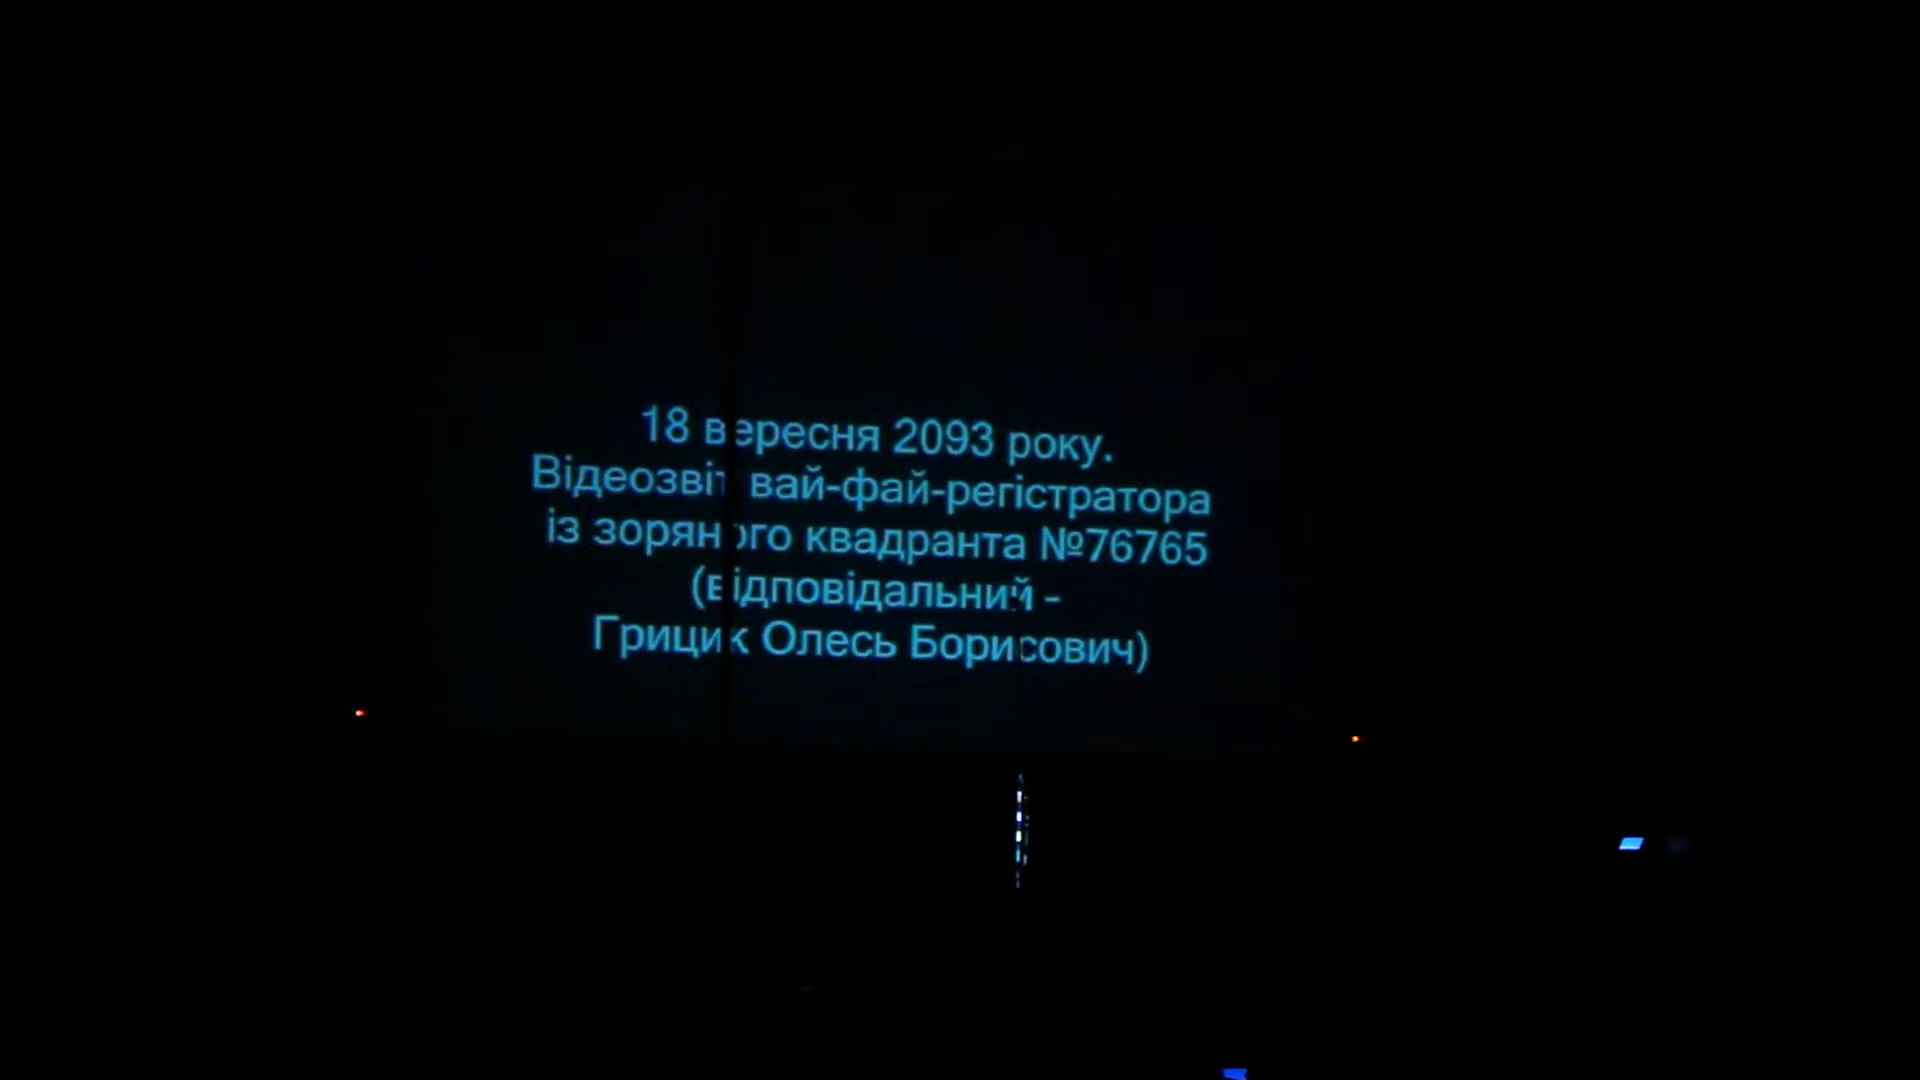 18 вересня 2093 року.
Відеозвіт вай-фай-регістратора
із зоряного квадранта №76765
(відповідальний -
Грицик Олесь Борисович)